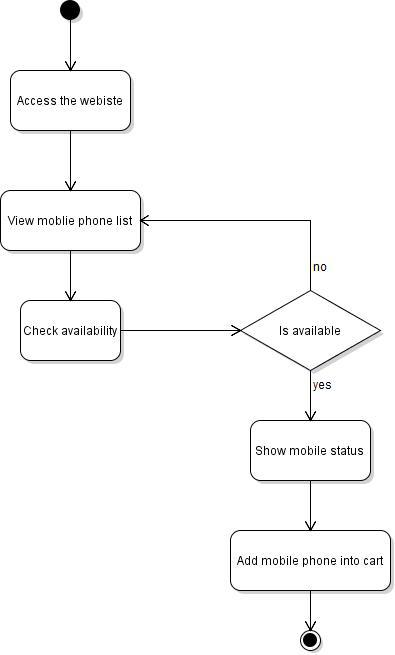 Access the webiste
View moblie phone list
no
Check availability
Is available
yes
Show mobile status
Add mobile phone into cart